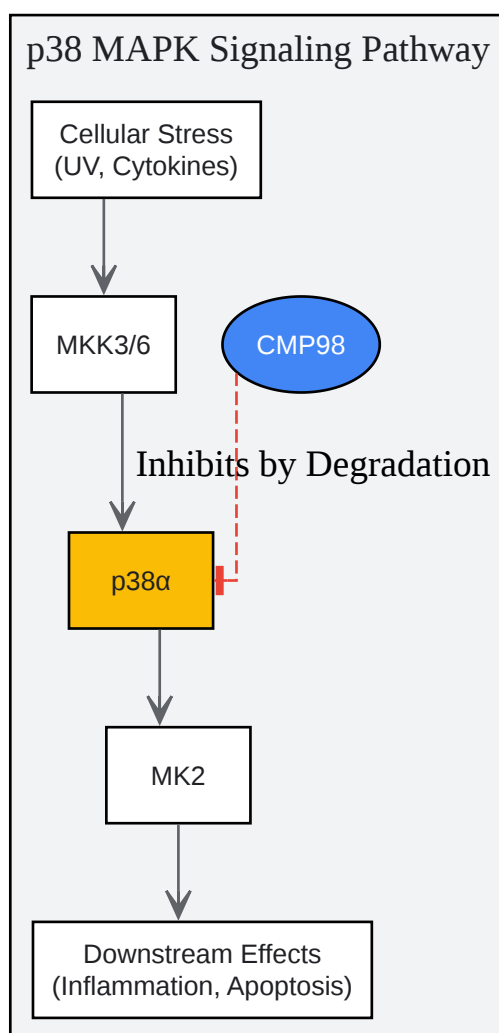 p38 MAPK Signaling Pathway
Cellular Stress
(UV, Cytokines)
MKK3/6
CMP98
Inhibits by Degradation
p38α
MK2
Downstream Effects
(Inflammation, Apoptosis)